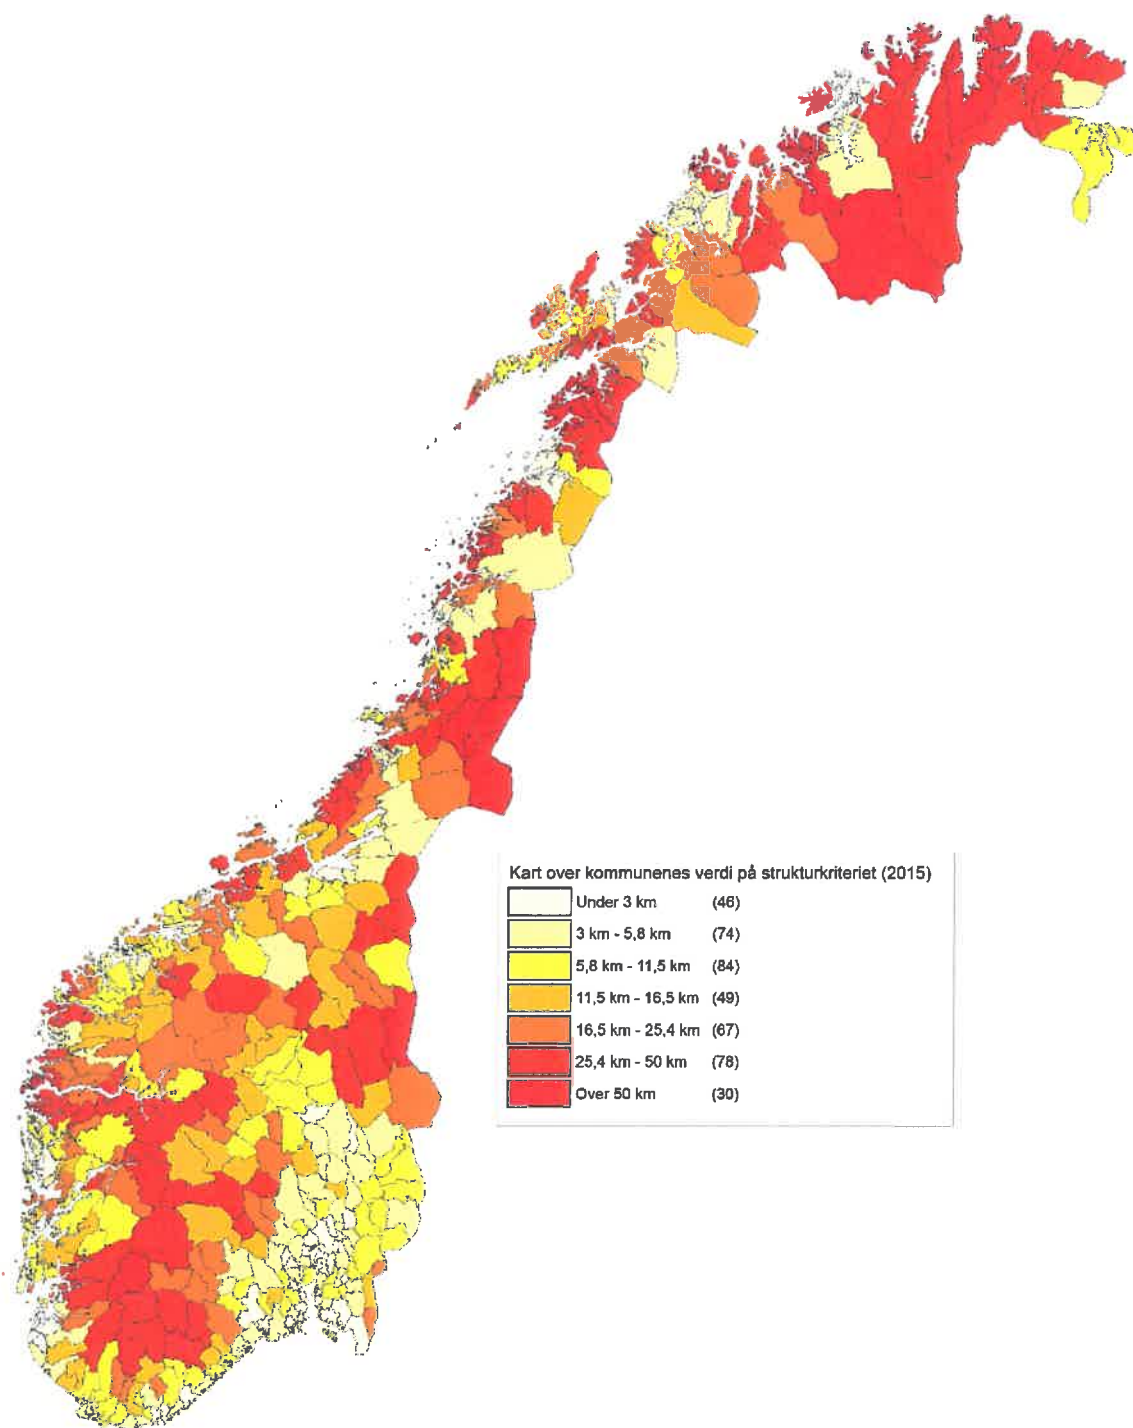 Kart over kommunenes verdi på strukturkriteriet (2015)
Under 3 km (46)
3 km - 5,8 km (74)
5,8 km - 11,5 km (84)
11,5 km - 16,5 km (49)
16,5 km - 25,4 km (67)
25,4 km - 50 km (78)
Over 50 km (30)